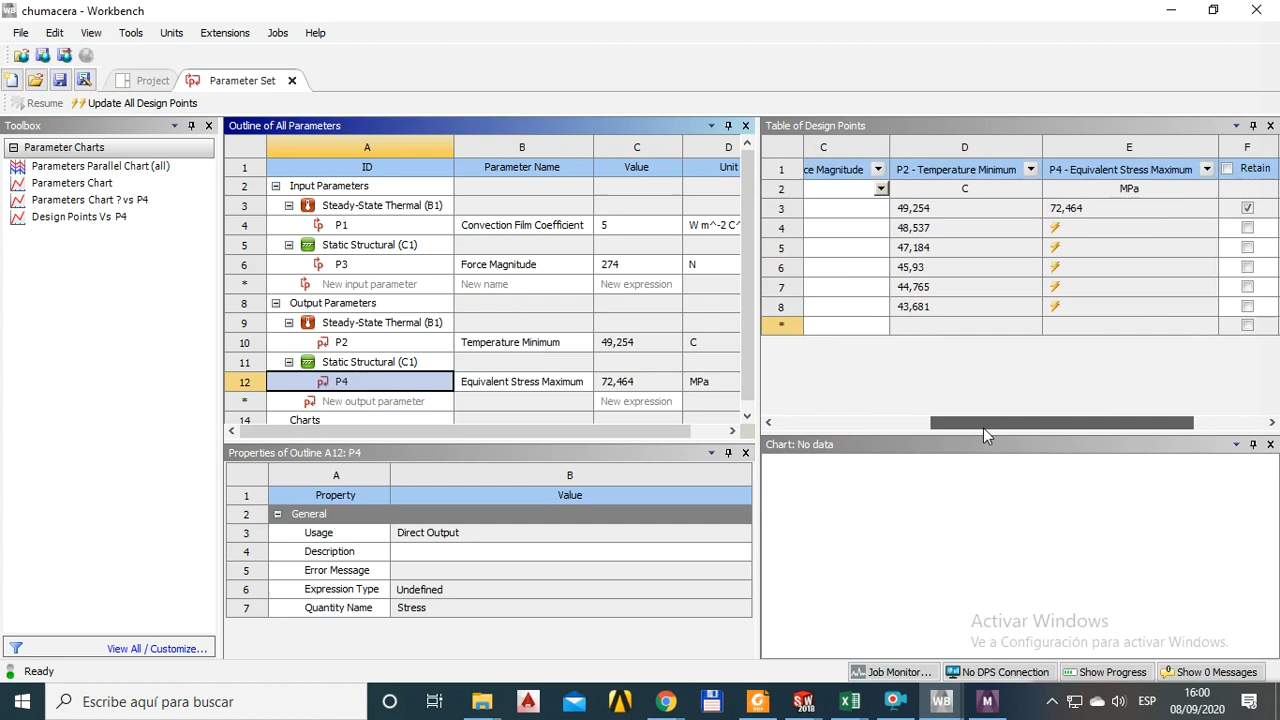 chumacera - Workbench
File Edit View Tools Units Extensions Jobs Help
Project Parameter Set
Resume Update All Design Points
Toolbox
Parameter Charts
Parameters Parallel Chart (all)
Parameters Chart
Parameters Chart ? vs P4
Design Points Vs P4
View All / Customize...
Outline of All Parameters
A B C D
1 ID Parameter Name Value Unit
2 Input Parameters
3 Steady-State Thermal (B1)
4 P1 Convection Film Coefficient 5 W m^-2 C^
5 Static Structural (C1)
6 P3 Force Magnitude 274 N
* New input parameter New name New expression
8 Output Parameters
9 Steady-State Thermal (B1)
10 P2 Temperature Minimum 49,254 C
11 Static Structural (C1)
12 P4 Equivalent Stress Maximum 72,464 MPa
* New output parameter New expression
14 Charts
Properties of Outline A12: P4
A B
1 Property Value
2 General
3 Usage Direct Output
4 Description
5 Error Message
6 Expression Type Undefined
7 Quantity Name Stress
Table of Design Points
C D E F
1 ce Magnitude P2 - Temperature Minimum P4 - Equivalent Stress Maximum Retain
2 C MPa
3 49,254 72,464
4 48,537
5 47,184
6 45,93
7 44,765
8 43,681
*
Chart: No data
Activar Windows
Ve a Configuración para activar Windows.
Ready
Job Monitor... No DPS Connection Show Progress Show 0 Messages
Escribe aquí para buscar
SW
2018
WB
M
ESP
16:00
08/09/2020